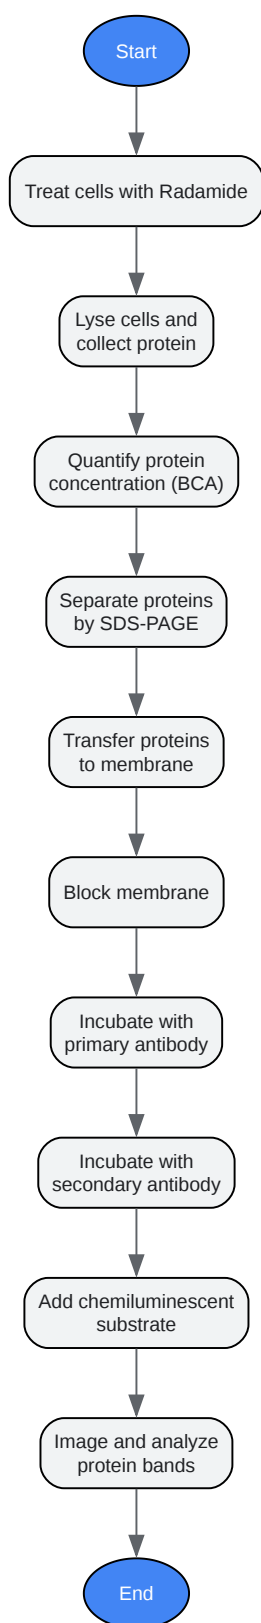 Start
Treat cells with Radamide
Lyse cells and
collect protein
Quantify protein
concentration (BCA)
Separate proteins
by SDS-PAGE
Transfer proteins
to membrane
Block membrane
Incubate with
primary antibody
Incubate with
secondary antibody
Add chemiluminescent
substrate
Image and analyze
protein bands
End